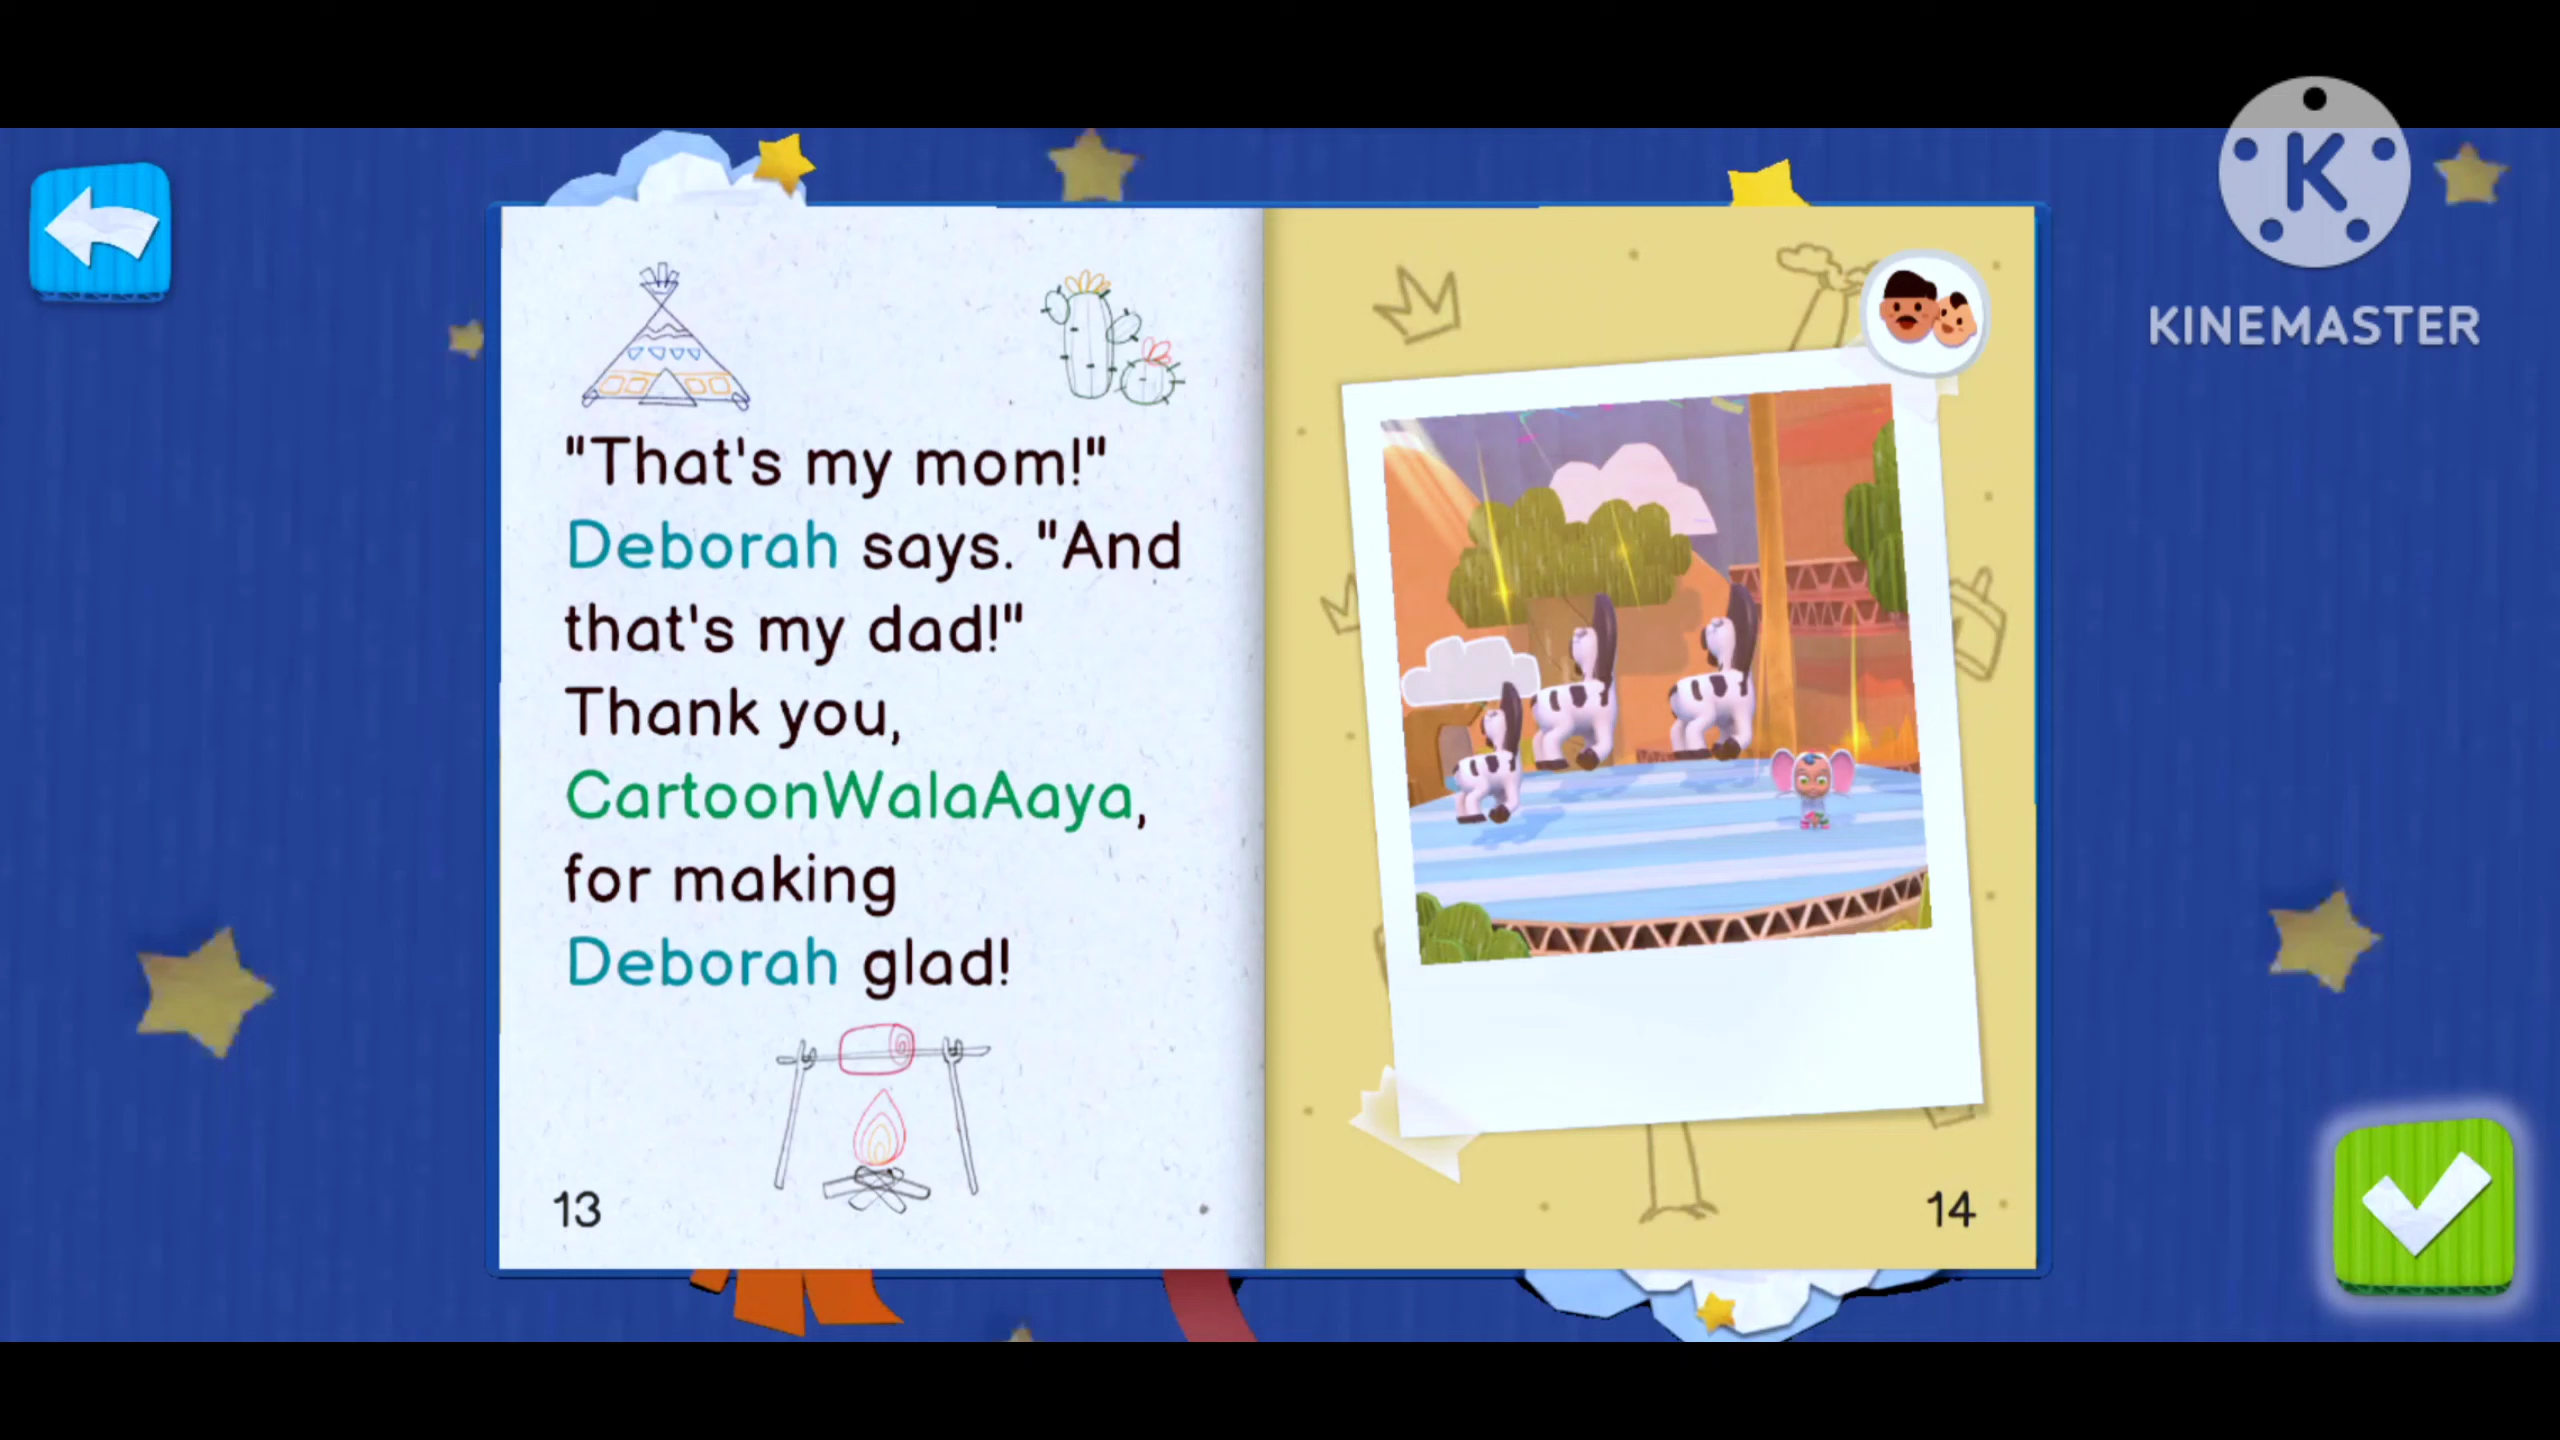 K
KINEMASTER
"That's my mom!"
Deborah says. "And
that's my dad!"
Thank you,
CartoonWalaAaya,
for making
Deborah glad!
13
14